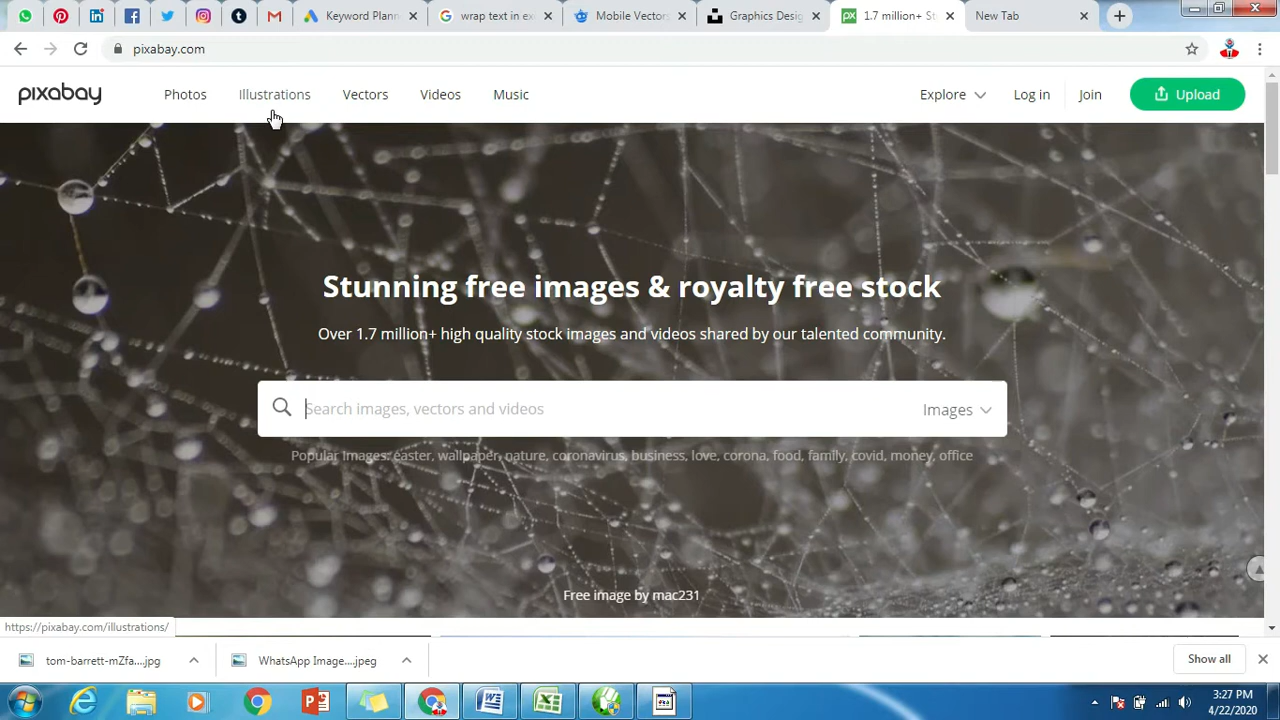 Keyword Plann
wrap text in ex
Mobile Vectors
Graphics Desig
1.7 million+ St
New Tab
pixabay.com
pixabay
Photos
Illustrations
Vectors
Videos
Music
Explore
Log in
Join
Upload
Stunning free images & royalty free stock
Over 1.7 million+ high quality stock images and videos shared by our talented community.
Search images, vectors and videos
Images
Popular Images: easter, wallpaper, nature, coronavirus, business, love, corona, food, family, covid, money, office
Free image by mac231
https://pixabay.com/illustrations/
tom-barrett-mZfa....jpg
WhatsApp Image....jpeg
Show all
3:27 PM
4/22/2020